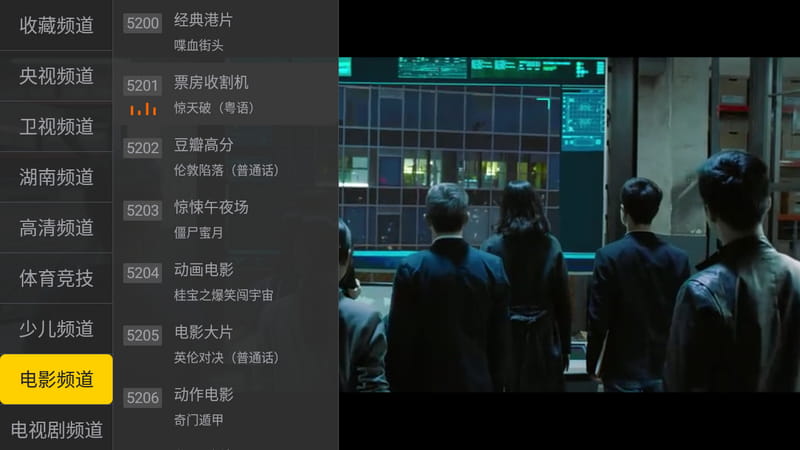 收藏频道
央视频道
卫视频道
湖南频道
高清频道
体育竞技
少儿频道
电影频道
电视剧频道
5200 经典港片
喋血街头
5201 票房收割机
惊天破（粤语）
5202 豆瓣高分
伦敦陷落（普通话）
5203 惊悚午夜场
僵尸蜜月
5204 动画电影
桂宝之爆笑闯宇宙
5205 电影大片
英伦对决（普通话）
5206 动作电影
奇门遁甲